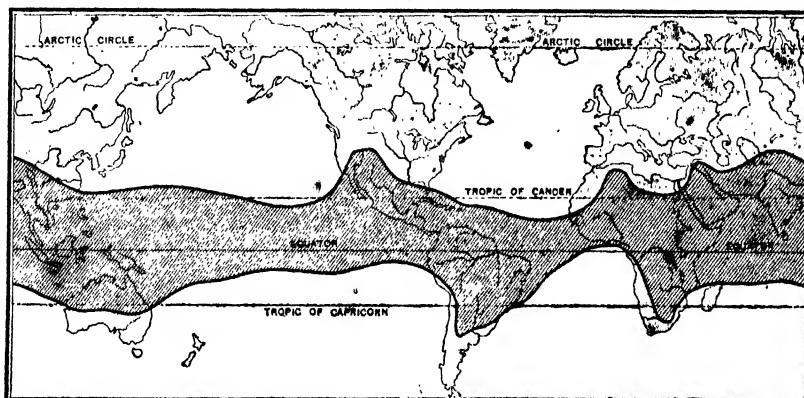 ARCTIC CIRCLE
ARCTIC CIRCLE
TROPIC OF CANCER
EQUATOR
EQUATOR
TROPIC OF CAPRICORN